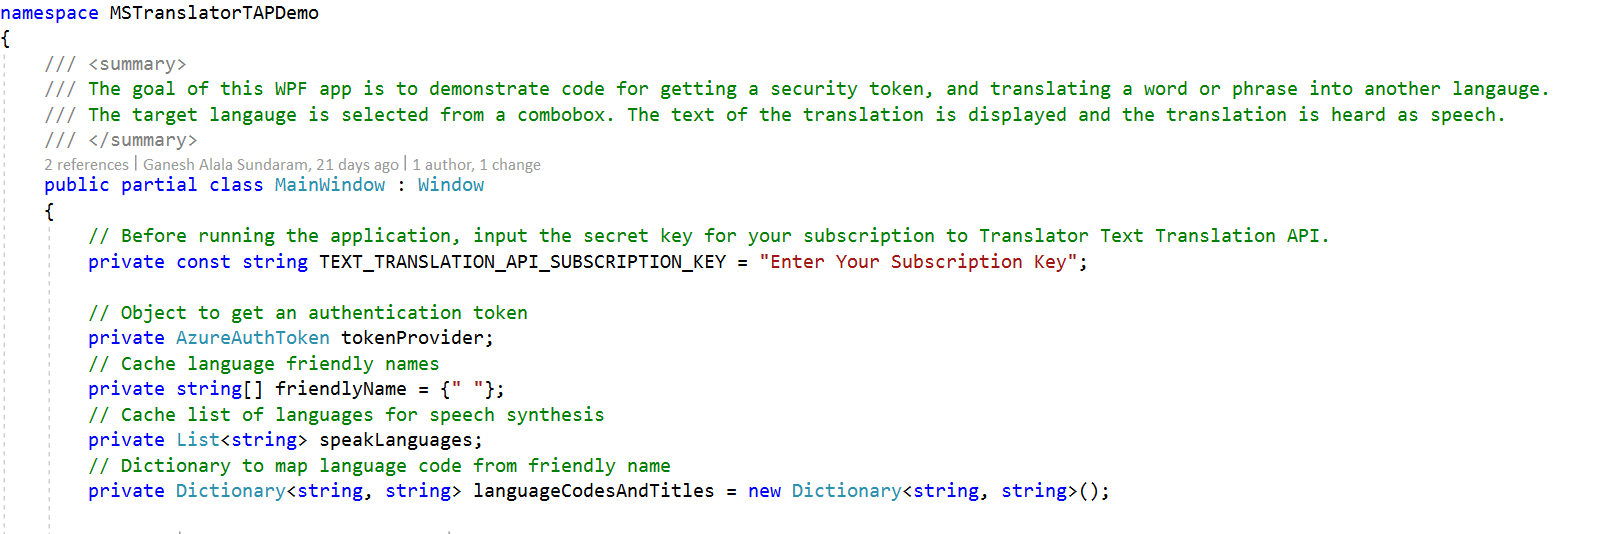 namespace MSTranslatorTAPDemo
{
/// <summary>
/// The goal of this WPF app is to demonstrate code for getting a security token, and translating a word or phrase into another langauge.
/// The target langauge is selected from a combobox. The text of the translation is displayed and the translation is heard as speech.
/// </summary>
2 references | Ganesh Alala Sundaram, 21 days ago | 1 author, 1 change
public partial class MainWindow : Window
{
// Before running the application, input the secret key for your subscription to Translator Text Translation API.
private const string TEXT_TRANSLATION_API_SUBSCRIPTION_KEY = "Enter Your Subscription Key";
// Object to get an authentication token
private AzureAuthToken tokenProvider;
// Cache language friendly names
private string[] friendlyName = {" "};
// Cache list of languages for speech synthesis
private List<string> speakLanguages;
// Dictionary to map language code from friendly name
private Dictionary<string, string> languageCodesAndTitles = new Dictionary<string, string>();